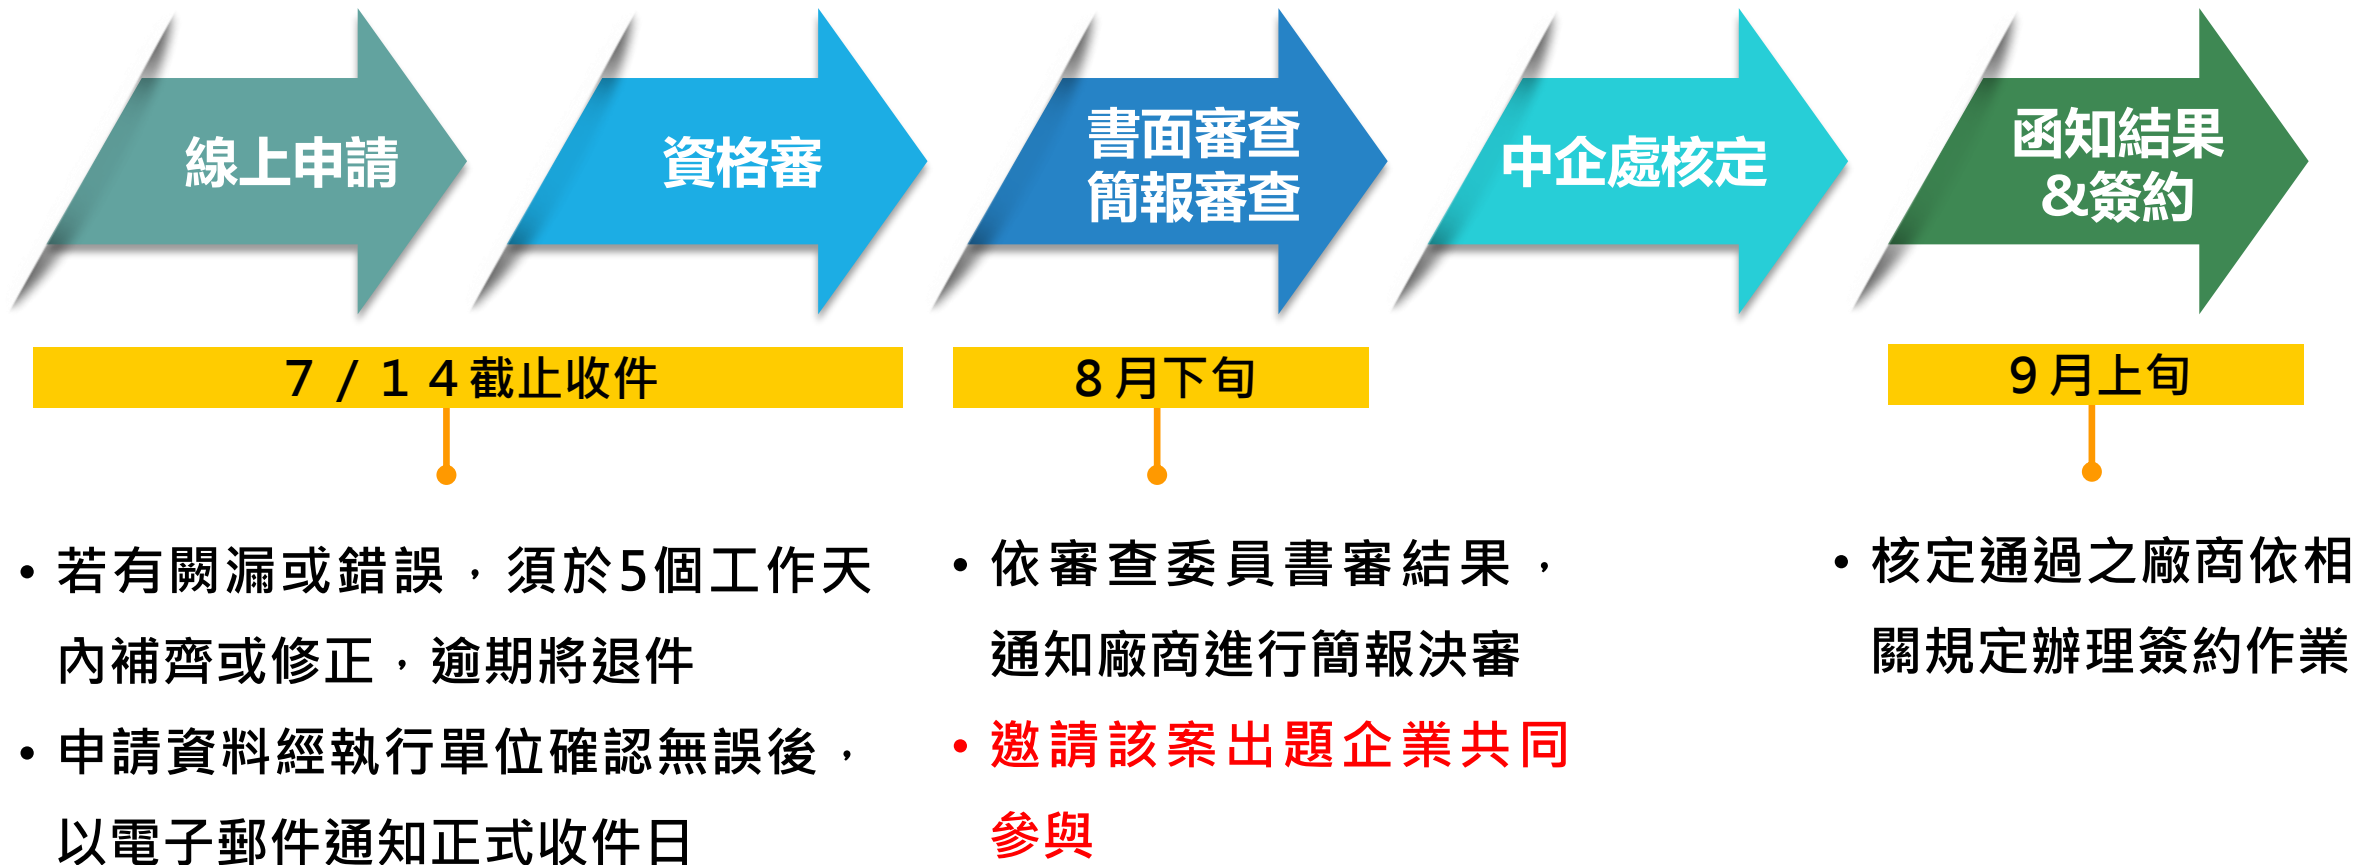 線上申請
資格審
書面審查
簡報審查
中企處核定
函知結果
&簽約
7/14截止收件
8月下旬
9月上旬
• 若有闕漏或錯誤，須於5個工作天
內補齊或修正，逾期將退件
• 申請資料經執行單位確認無誤後，
以電子郵件通知正式收件日
• 依審查委員書審結果，
通知廠商進行簡報決審
• 邀請該案出題企業共同
參與
• 核定通過之廠商依相
關規定辦理簽約作業